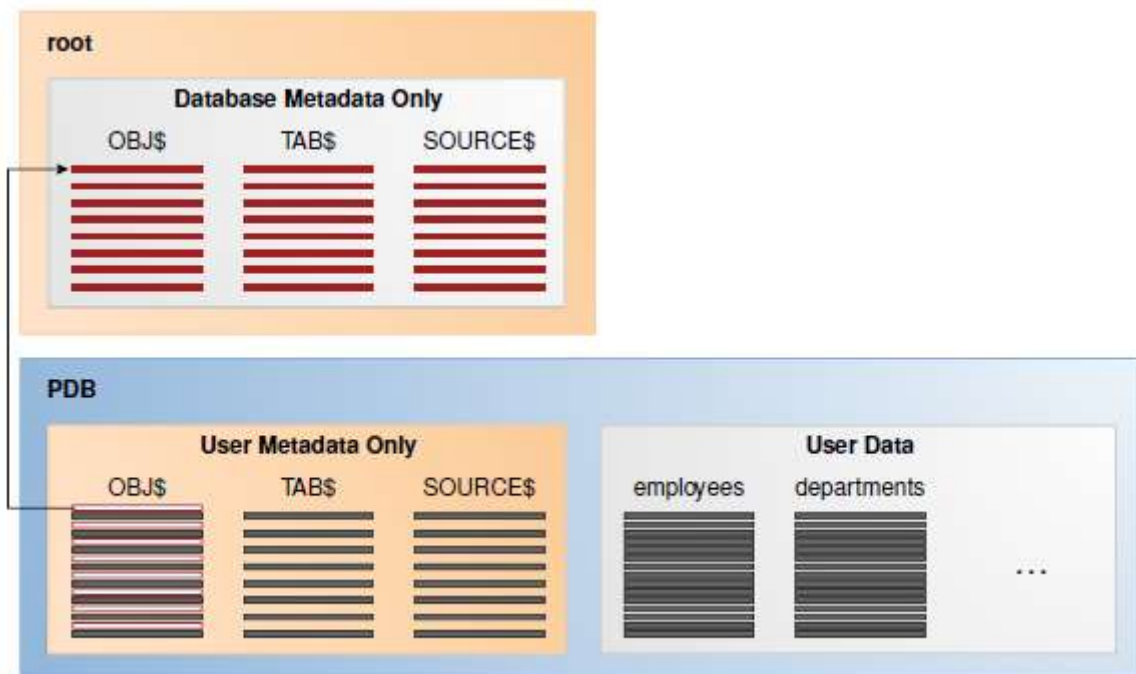 root
Database Metadata Only
OBJ$ TAB$ SOURCE$
PDB
User Metadata Only
OBJ$ TAB$ SOURCE$
User Data
employees departments
...